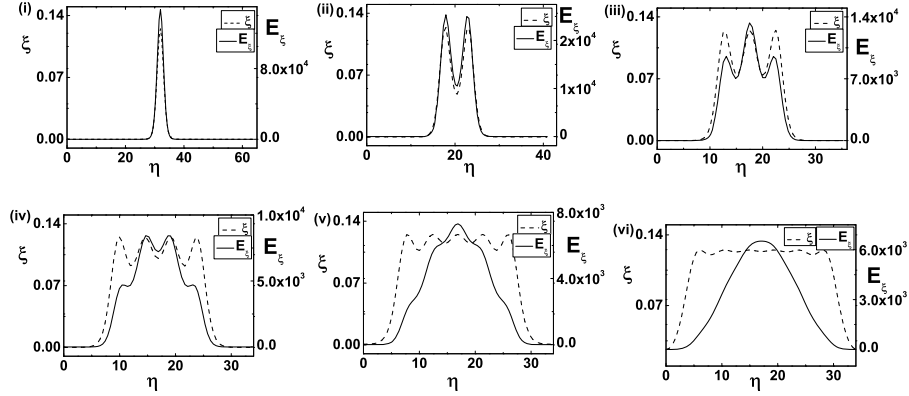 (i)
0.14
0.07
0.00
ξ
ξ
E_ξ
E_ξ
8.0x10^4
0.0
0 20 40 60
η
(ii)
0.14
0.07
0.00
ξ
ξ
E_ξ
E_ξ
2x10^4
1x10^4
0
0 20 40
η
(iii)
0.14
0.07
0.00
ξ
ξ
E_ξ
E_ξ
1.4x10^4
7.0x10^3
0.0
0 10 20 30
η
(iv)
0.14
0.07
0.00
ξ
ξ
E_ξ
E_ξ
1.0x10^4
5.0x10^3
0.0
0 10 20 30
η
(v)
0.14
0.07
0.00
ξ
ξ
E_ξ
E_ξ
8.0x10^3
4.0x10^3
0.0
0 10 20 30
η
(vi)
0.14
0.07
ξ
ξ E_ξ
E_ξ
6.0x10^3
3.0x10^3
0.0
0 10 20 30
η